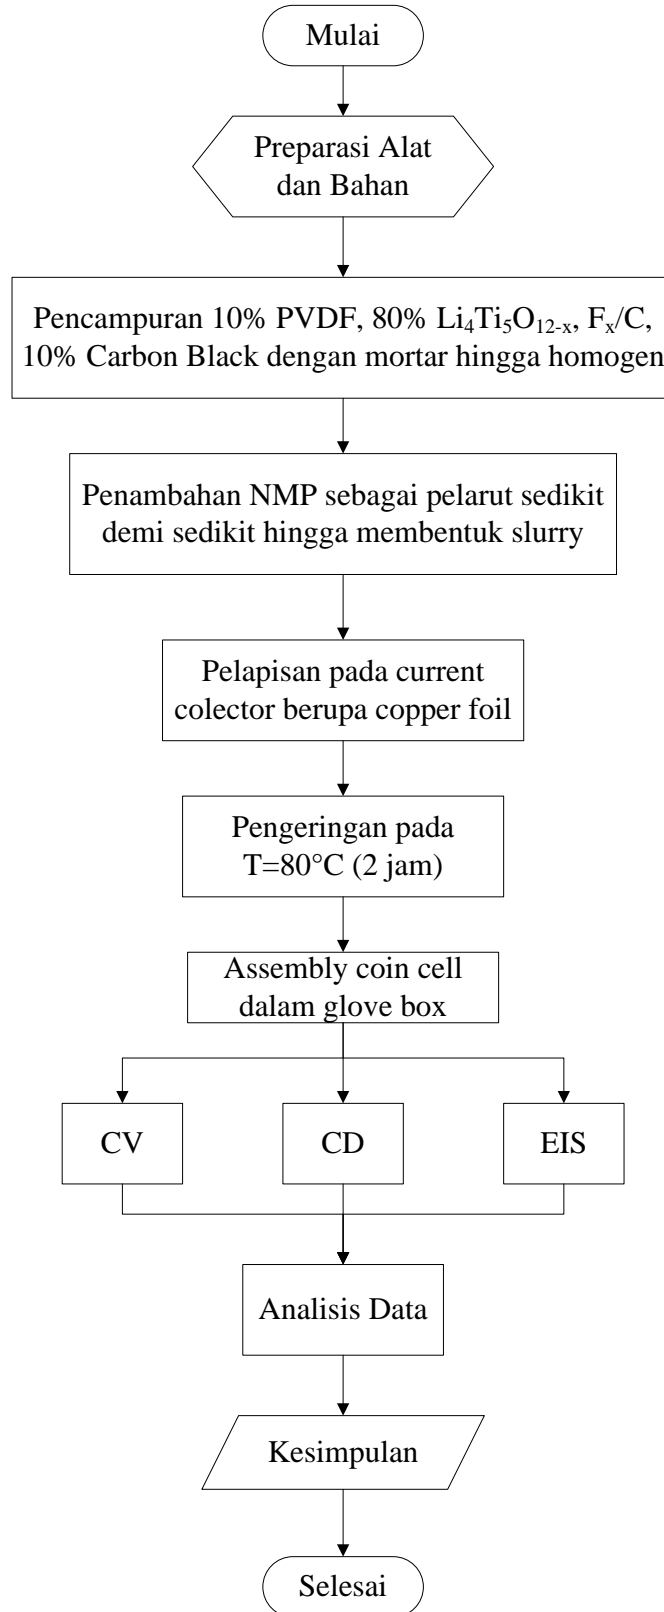 Mulai
Preparasi Alat
dan Bahan
Pencampuran 10% PVDF, 80% Li₄Ti₅O₁₂₋ₓ, Fₓ/C,
10% Carbon Black dengan mortar hingga homogen
Penambahan NMP sebagai pelarut sedikit
demi sedikit hingga membentuk slurry
Pelapisan pada current
colector berupa copper foil
Pengeringan pada
T=80°C (2 jam)
Assembly coin cell
dalam glove box
CV CD EIS
Analisis Data
Kesimpulan
Selesai